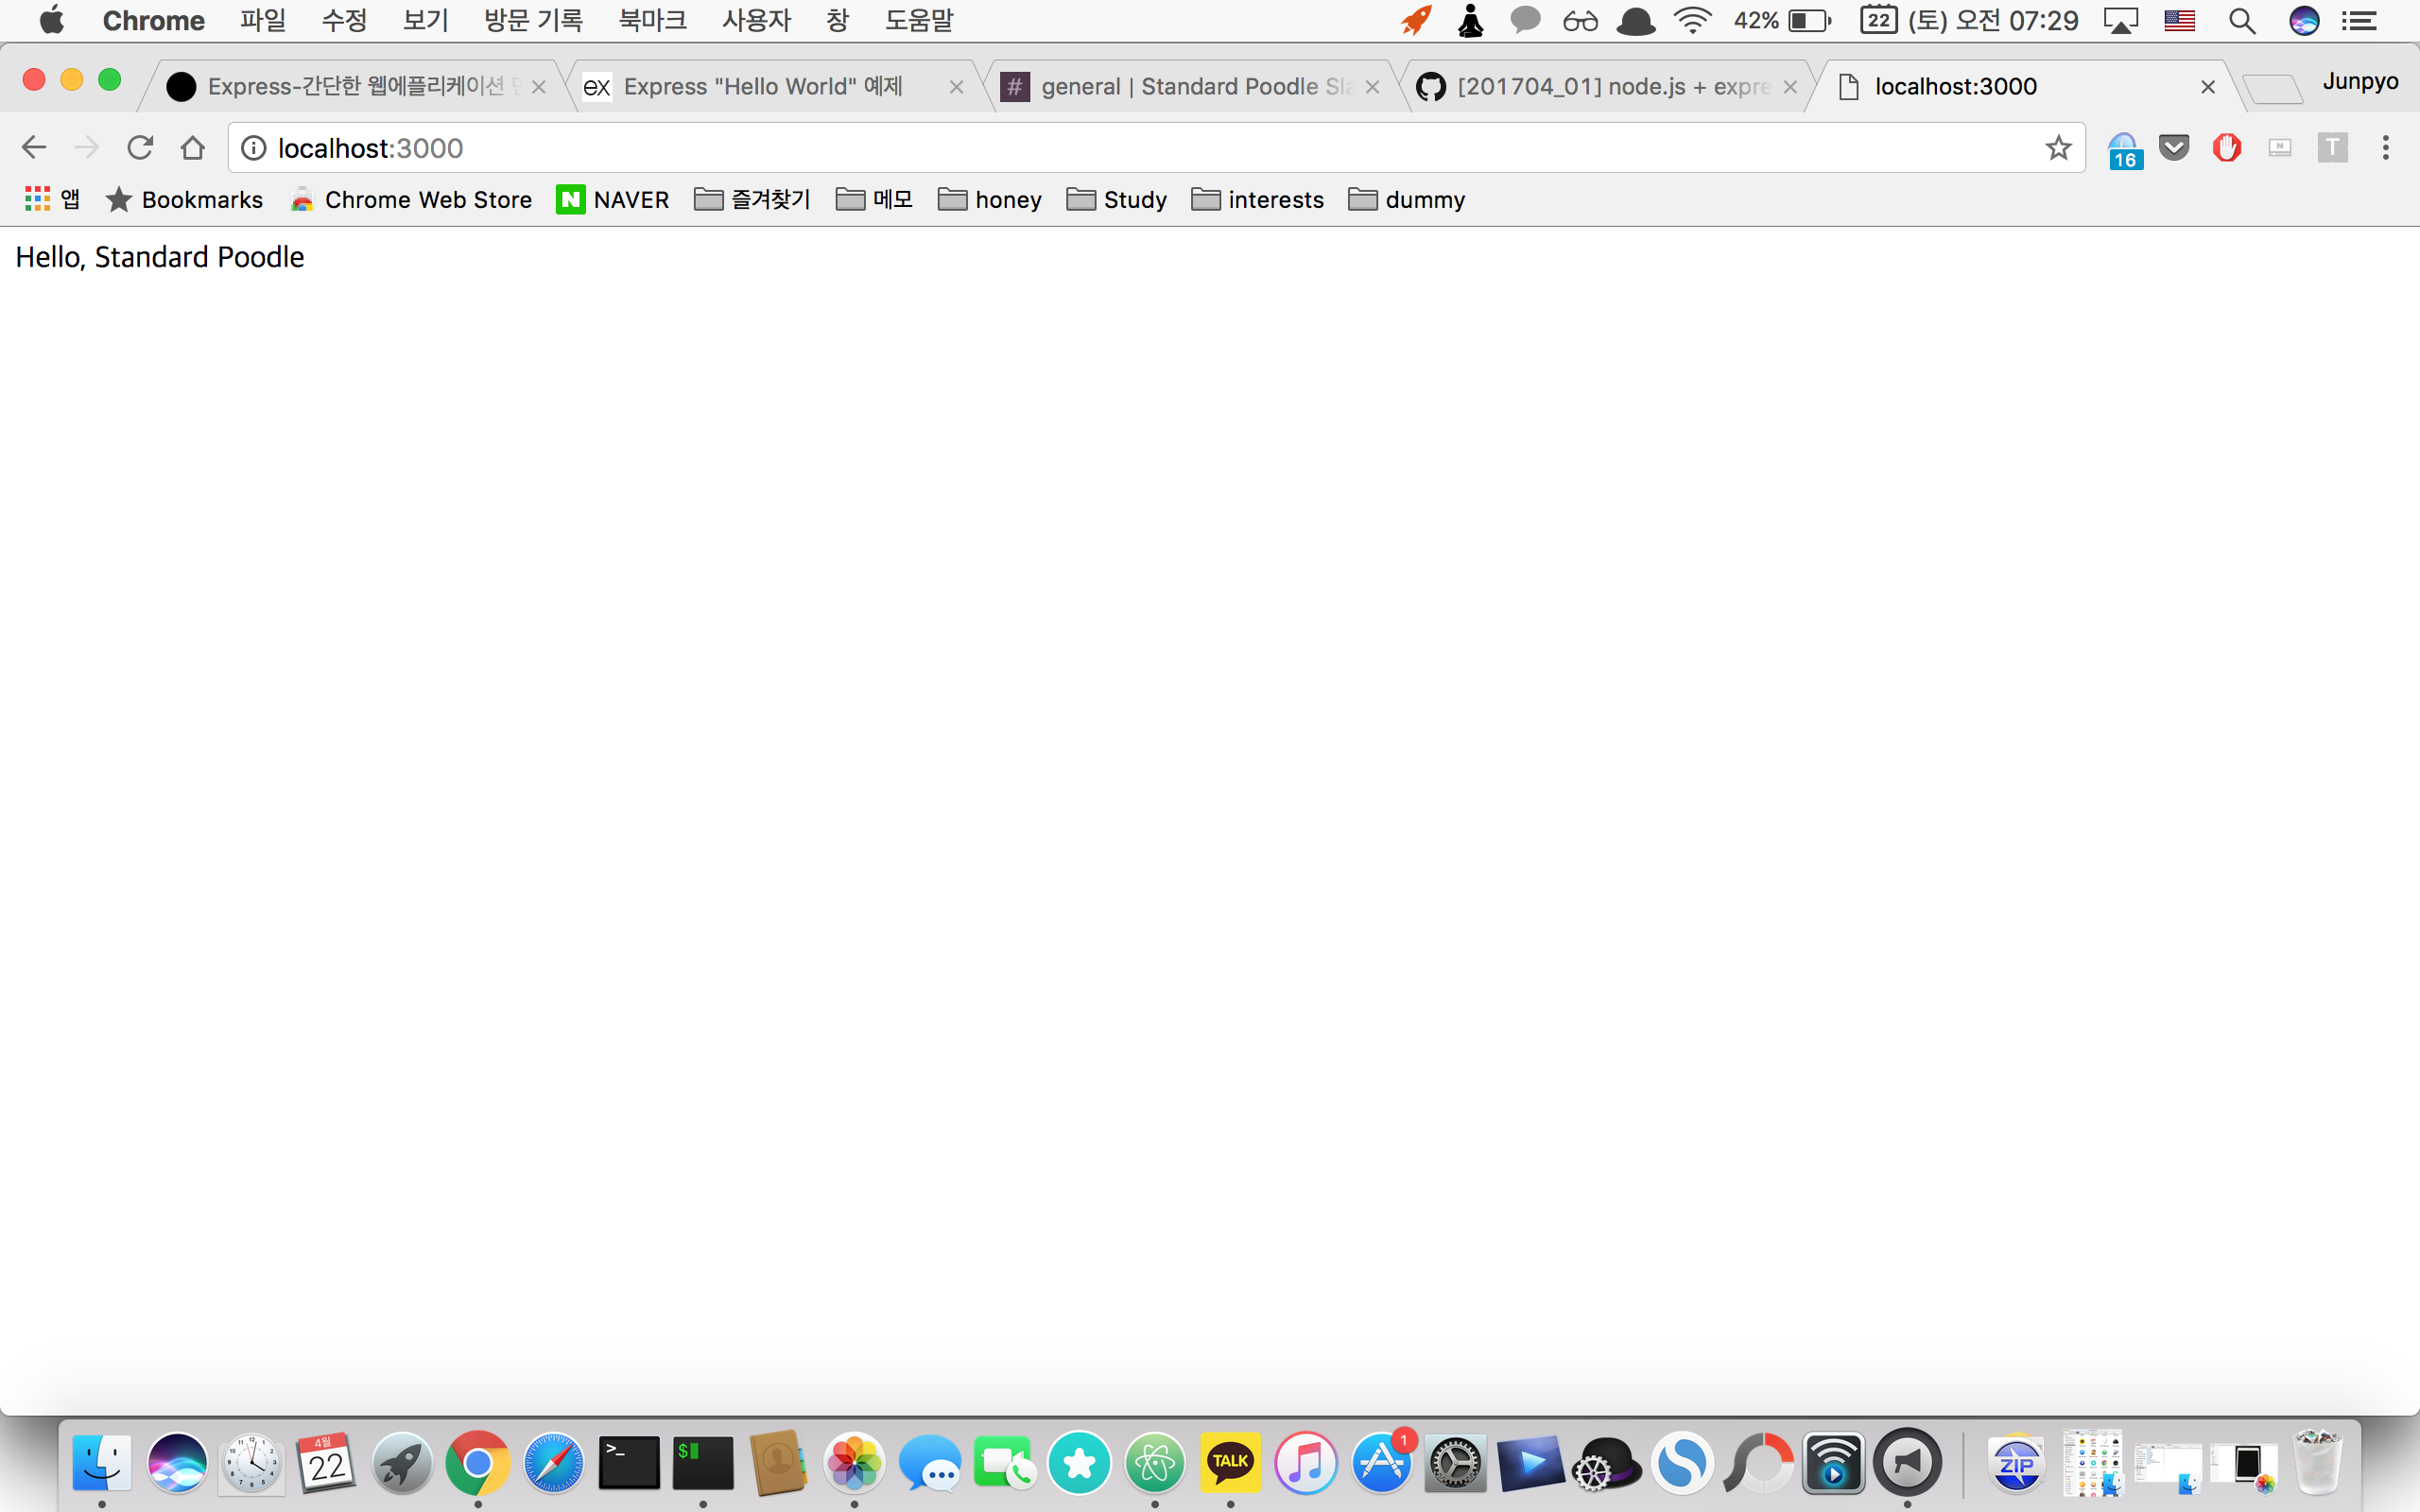 Chrome 파일 수정 보기 방문 기록 북마크 사용자 창 도움말 42% 22 (토) 오전 07:29
Express-간단한 웹에플리케이션 ex Express "Hello World" 예제 # general | Standard Poodle Sla [201704_01] node.js + expre localhost:3000 Junpyo
localhost:3000 16 N T
앱 Bookmarks Chrome Web Store N NAVER 즐겨찾기 메모 honey Study interests dummy
Hello, Standard Poodle
4월 22 >_ $ TALK 1 ZIP